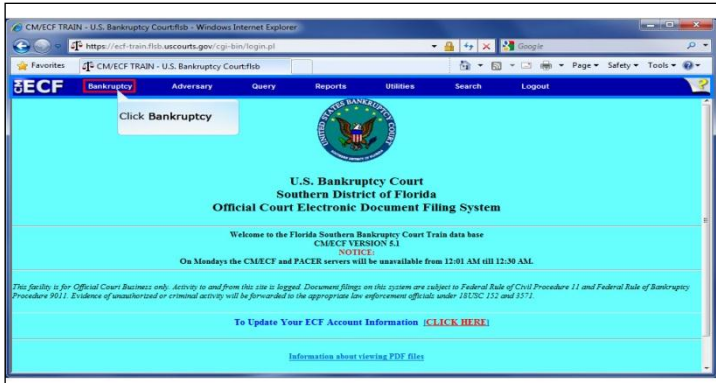 CM/ECF TRAIN - U.S. Bankruptcy Court:flsb - Windows Internet Explorer
https://ecf-train.flsb.uscourts.gov/cgi-bin/login.pl
Google
Favorites CM/ECF TRAIN - U.S. Bankruptcy Court:flsb Page Safety Tools
ECF Bankruptcy Adversary Query Reports Utilities Search Logout ?
Click Bankruptcy
U.S. Bankruptcy Court
Southern District of Florida
Official Court Electronic Document Filing System
Welcome to the Florida Southern Bankruptcy Court Train data base
CM/ECF VERSION 5.1
NOTICE:
On Mondays the CM/ECF and PACER servers will be unavailable from 12:01 AM till 12:30 AM.
This facility is for Official Court Business only. Activity to and from this site is logged. Document filings on this system are subject to Federal Rule of Civil Procedure 11 and Federal Rule of Bankruptcy
Procedure 9011. Evidence of unauthorized or criminal activity will be forwarded to the appropriate law enforcement officials under 18USC 152 and 3571.
To Update Your ECF Account Information [CLICK HERE]
Information about viewing PDF files